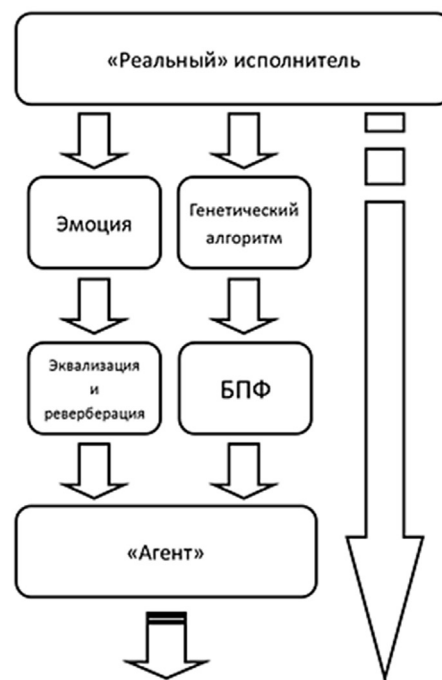 «Реальный» исполнитель
Эмоция
Генетический
алгоритм
Эквализация
и
реверберация
БПФ
«Агент»